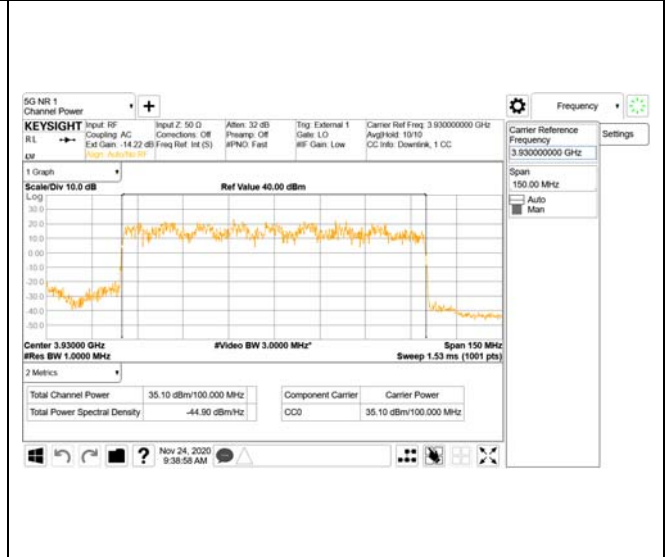 5G NR 1
Channel Power
Frequency
KEYSIGHT Input: RF Input Z: 50 Ω Atten: 32 dB Trig: External 1 Carrier Ref Freq: 3.930000000 GHz
RL Coupling: AC Corrections: Off Preamp: Off Gate: LO Avg|Hold: 10/10
Ext Gain: -14.22 dB Freq Ref: Int (S) #PNO: Fast #IF Gain: Low CC Info: Downlink, 1 CC
Align: Auto/No RF
Carrier Reference Frequency
3.930000000 GHz
Settings
Span
150.00 MHz
Auto
Man
1 Graph
Scale/Div 10.0 dB Ref Value 40.00 dBm
Log
30.0
20.0
10.0
0.00
-10.0
-20.0
-30.0
-40.0
-50.0
Center 3.93000 GHz #Video BW 3.0000 MHz* Span 150 MHz
#Res BW 1.0000 MHz Sweep 1.53 ms (1001 pts)
2 Metrics
Total Channel Power 35.10 dBm/100.000 MHz Component Carrier Carrier Power
Total Power Spectral Density -44.90 dBm/Hz CC0 35.10 dBm/100.000 MHz
? Nov 24, 2020
9:38:58 AM